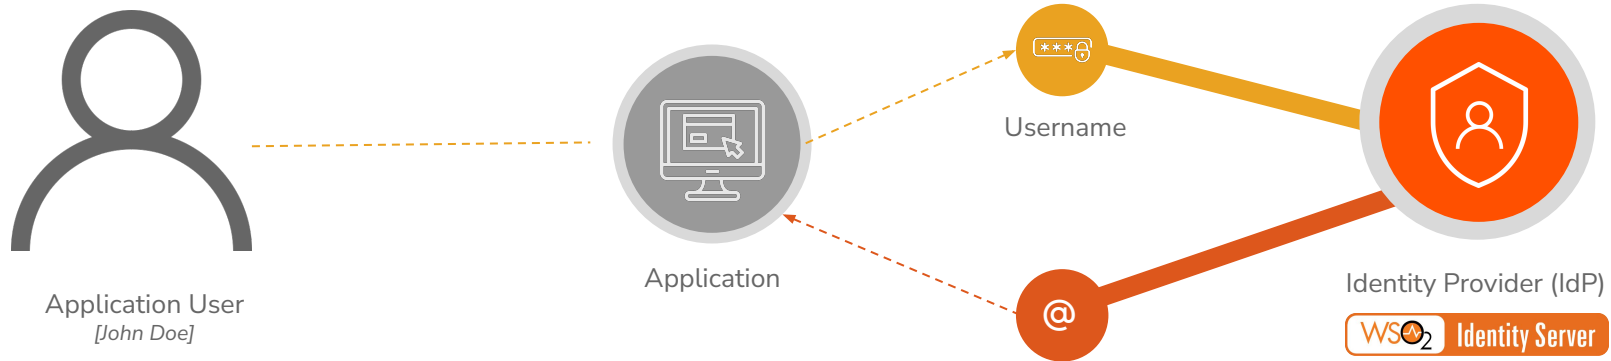 ***
Username
@
Application
Application User
[John Doe]
Identity Provider (IdP)
WSO2 Identity Server